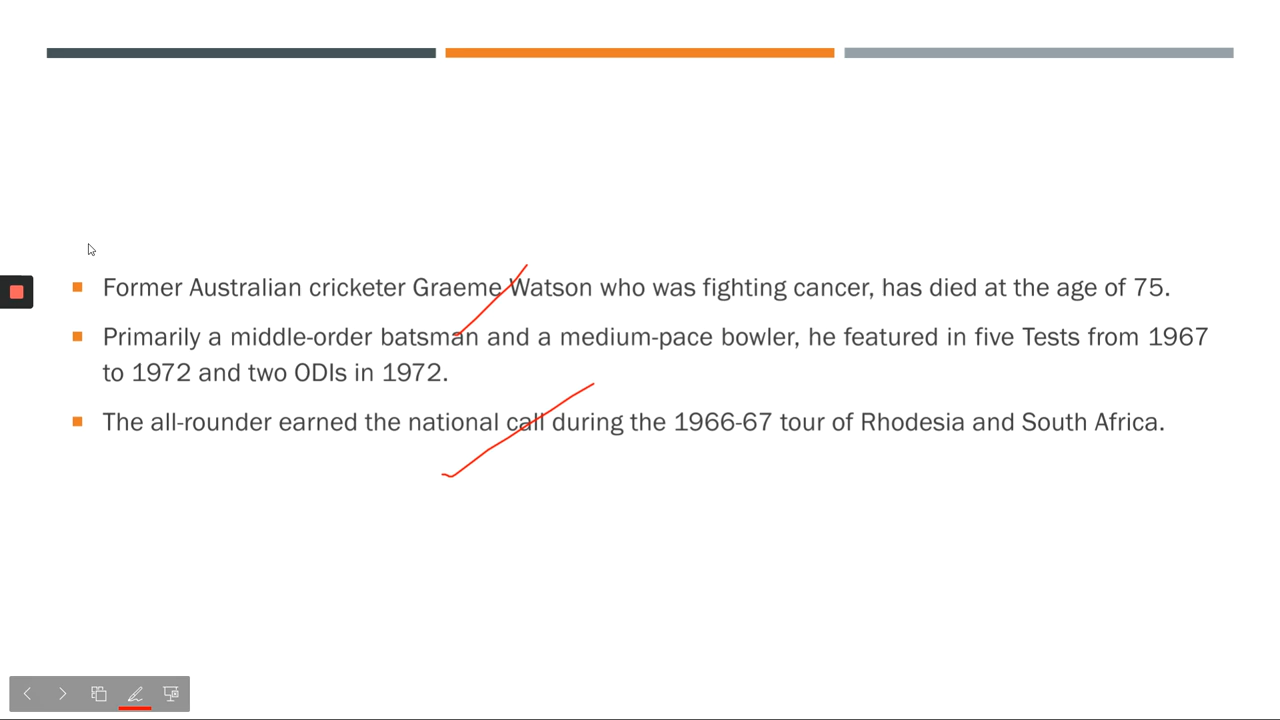 Former Australian cricketer Graeme Watson who was fighting cancer, has died at the age of 75.
Primarily a middle-order batsman and a medium-pace bowler, he featured in five Tests from 1967
to 1972 and two ODIs in 1972.
The all-rounder earned the national call during the 1966-67 tour of Rhodesia and South Africa.